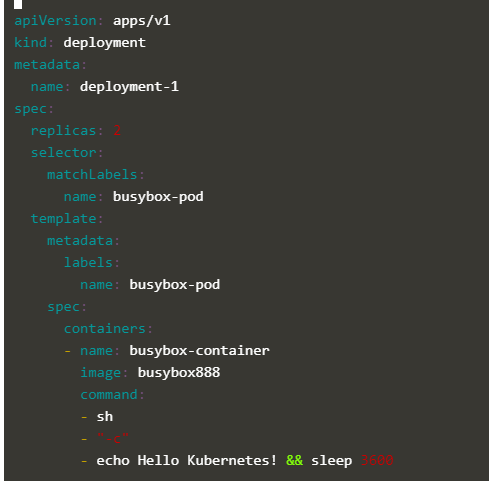 apiVersion: apps/v1
kind: deployment
metadata:
  name: deployment-1
spec:
  replicas: 2
  selector:
    matchLabels:
      name: busybox-pod
  template:
    metadata:
      labels:
        name: busybox-pod
    spec:
      containers:
      - name: busybox-container
        image: busybox888
        command:
        - sh
        - "-c"
        - echo Hello Kubernetes! && sleep 3600